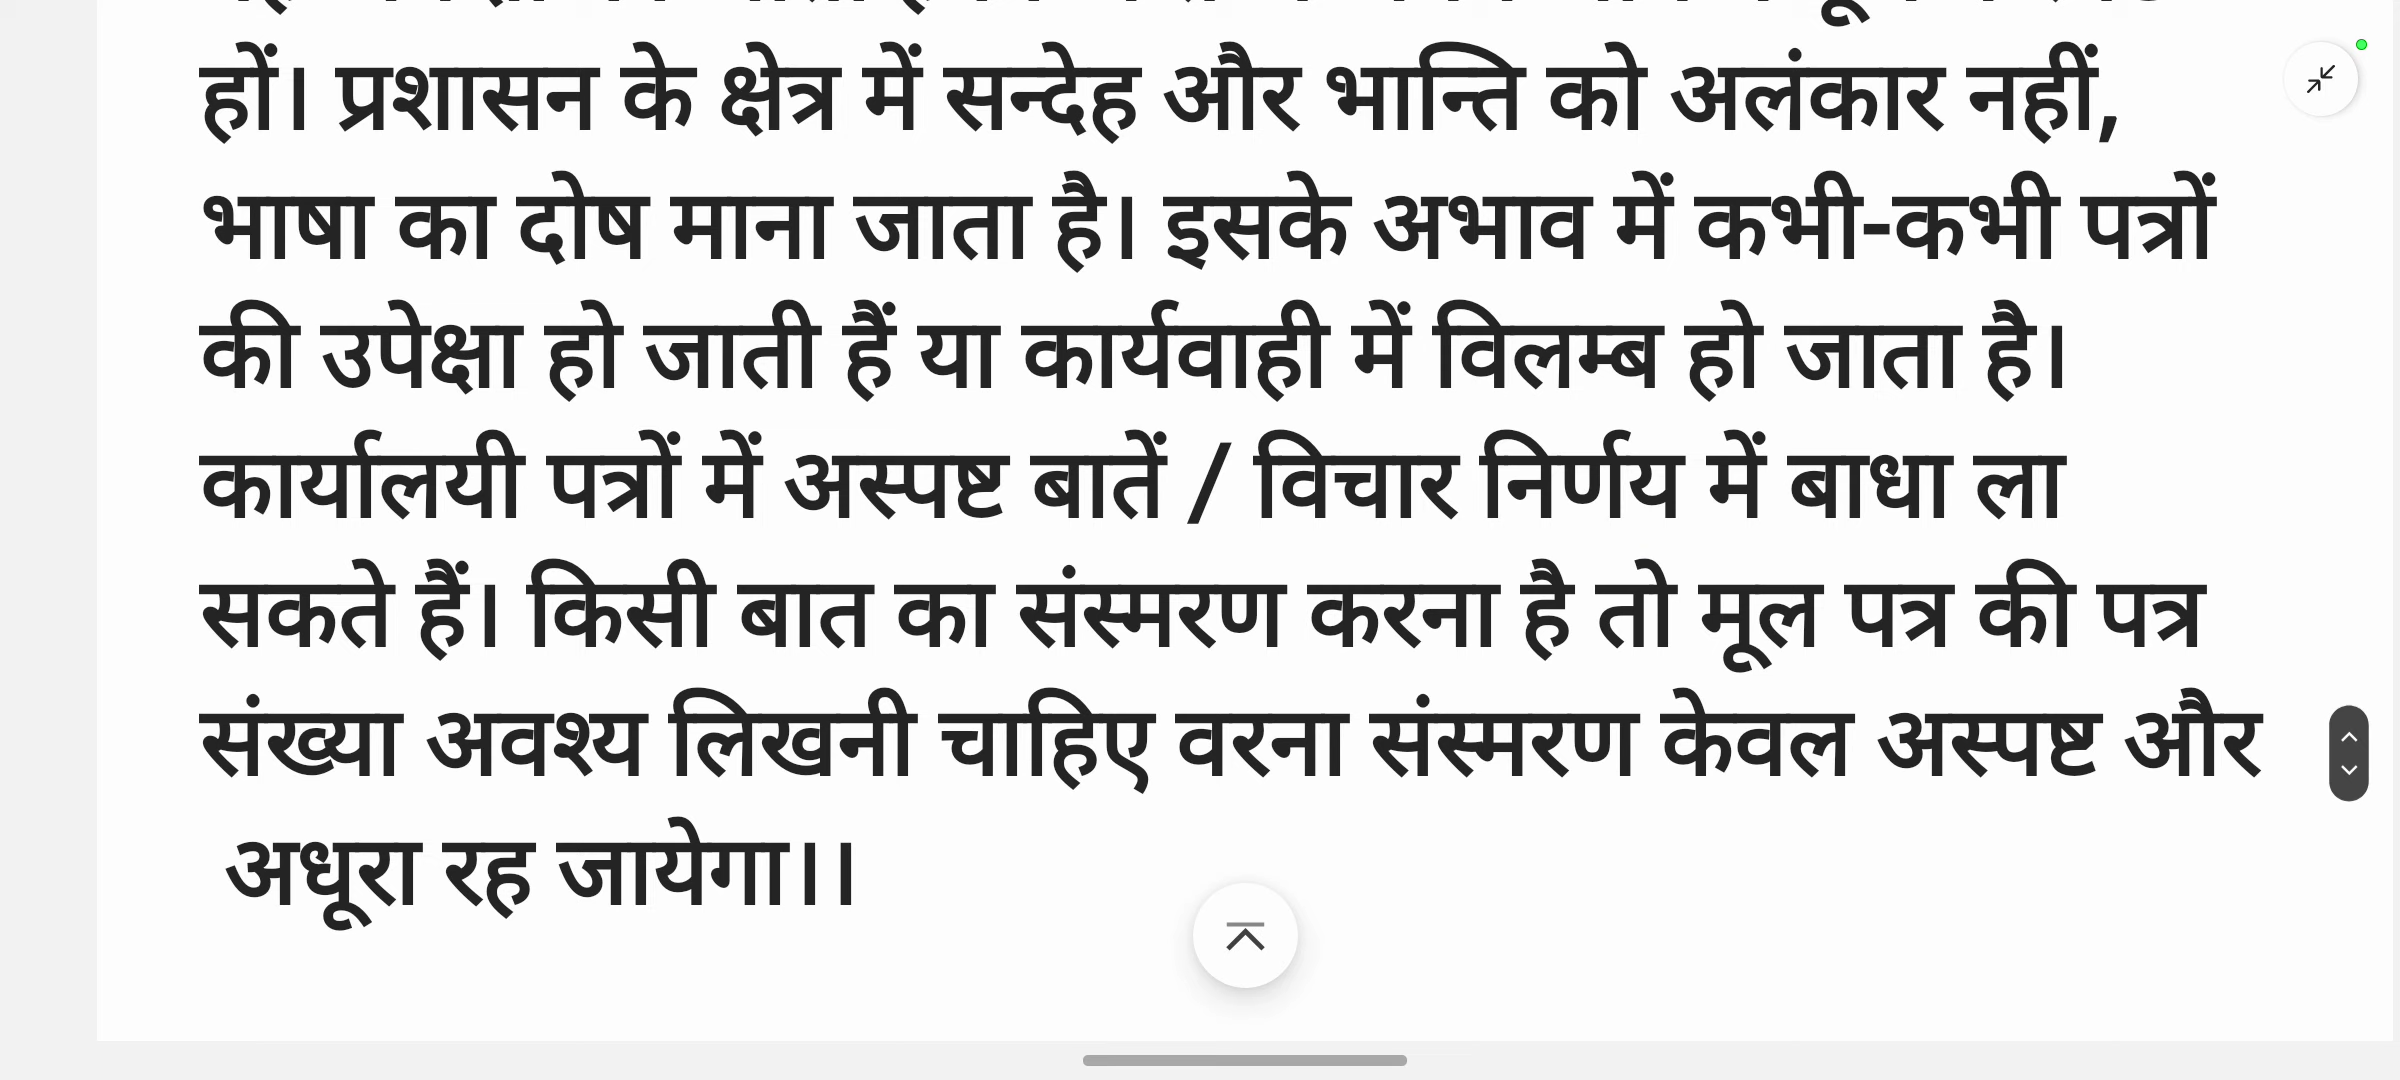 हों। प्रशासन के क्षेत्र में सन्देह और भान्ति को अलंकार नहीं,
भाषा का दोष माना जाता है। इसके अभाव में कभी-कभी पत्रों
की उपेक्षा हो जाती हैं या कार्यवाही में विलम्ब हो जाता है।
कार्यालयी पत्रों में अस्पष्ट बातें / विचार निर्णय में बाधा ला
सकते हैं। किसी बात का संस्मरण करना है तो मूल पत्र की पत्र
संख्या अवश्य लिखनी चाहिए वरना संस्मरण केवल अस्पष्ट और
अधूरा रह जायेगा।।